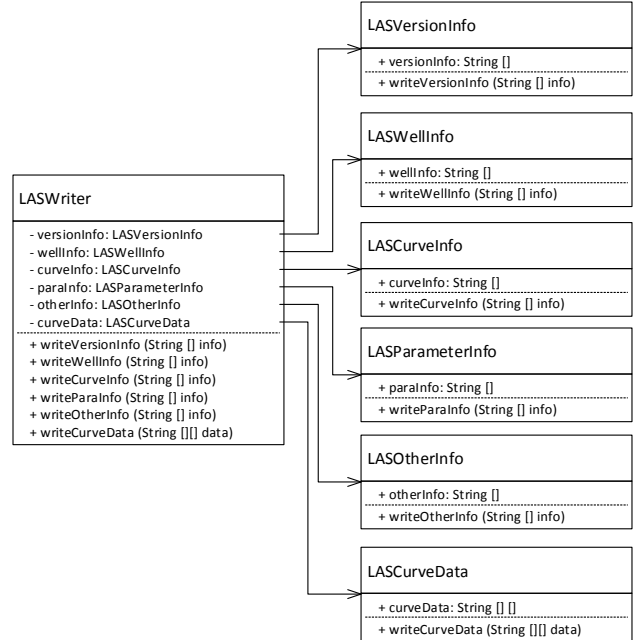 LASWriter
- versionInfo: LASVersionInfo
- wellInfo: LASWellInfo
- curveInfo: LASCurveInfo
- paraInfo: LASParameterInfo
- otherInfo: LASOtherInfo
- curveData: LASCurveData
+ writeVersionInfo (String [] info)
+ writeWellInfo (String [] info)
+ writeCurveInfo (String [] info)
+ writeParaInfo (String [] info)
+ writeOtherInfo (String [] info)
+ writeCurveData (String [][] data)
LASVersionInfo
+ versionInfo: String []
+ writeVersionInfo (String [] info)
LASWellInfo
+ wellInfo: String []
+ writeWellInfo (String [] info)
LASCurveInfo
+ curveInfo: String []
+ writeCurveInfo (String [] info)
LASParameterInfo
+ paraInfo: String []
+ writeParaInfo (String [] info)
LASOtherInfo
+ otherInfo: String []
+ writeOtherInfo (String [] info)
LASCurveData
+ curveData: String [] []
+ writeCurveData (String [][] data)